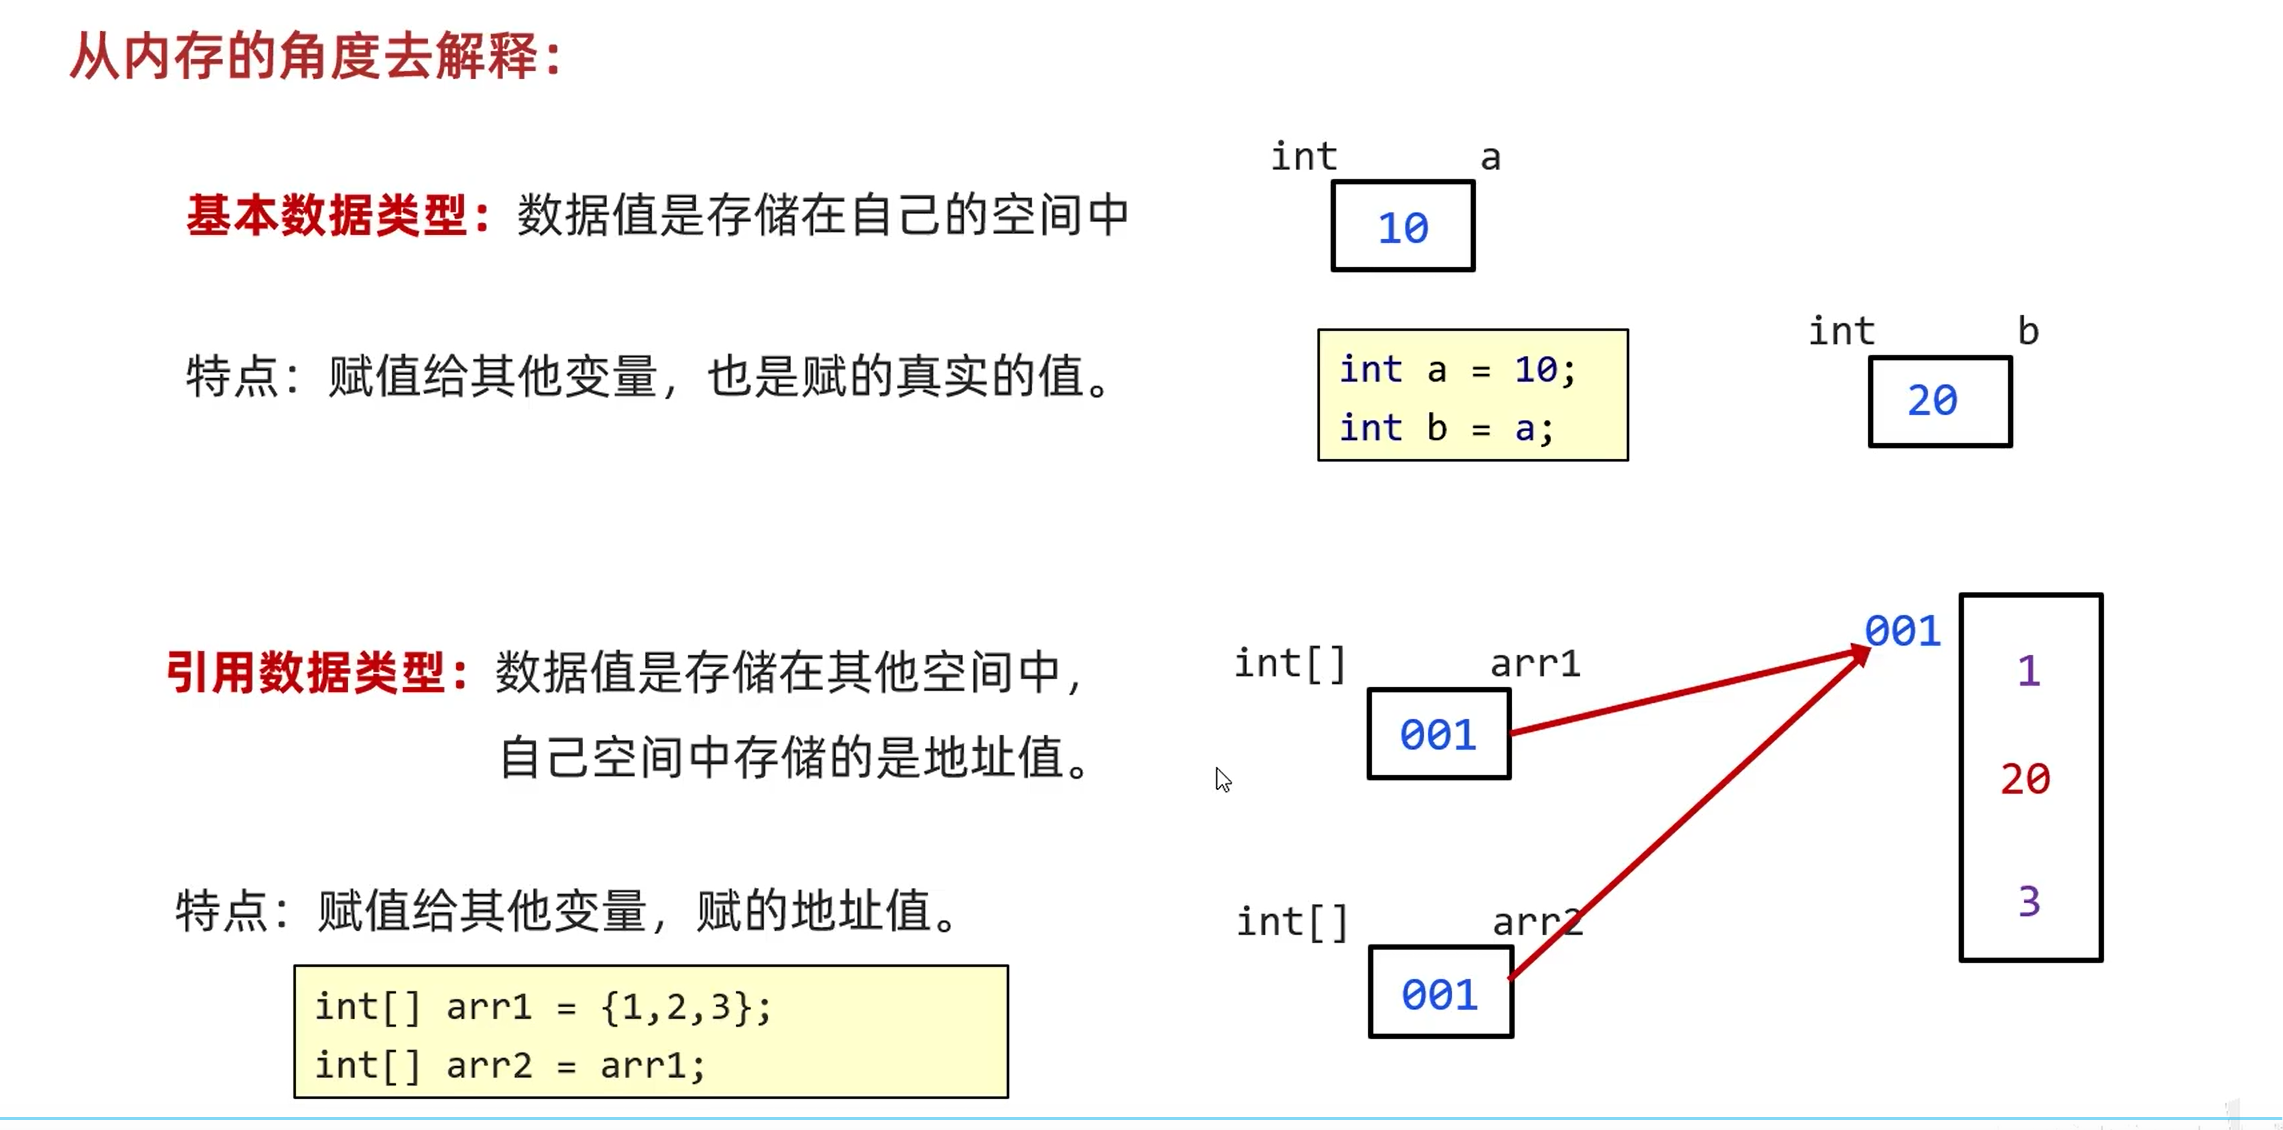 从内存的角度去解释：
基本数据类型：数据值是存储在自己的空间中
特点：赋值给其他变量，也是赋的真实的值。
int a
10
int a = 10;
int b = a;
int b
20
引用数据类型：数据值是存储在其他空间中，
自己空间中存储的是地址值。
特点：赋值给其他变量，赋的地址值。
int[] arr1 = {1,2,3};
int[] arr2 = arr1;
int[] arr1
001
int[] arr2
001
001
1
20
3